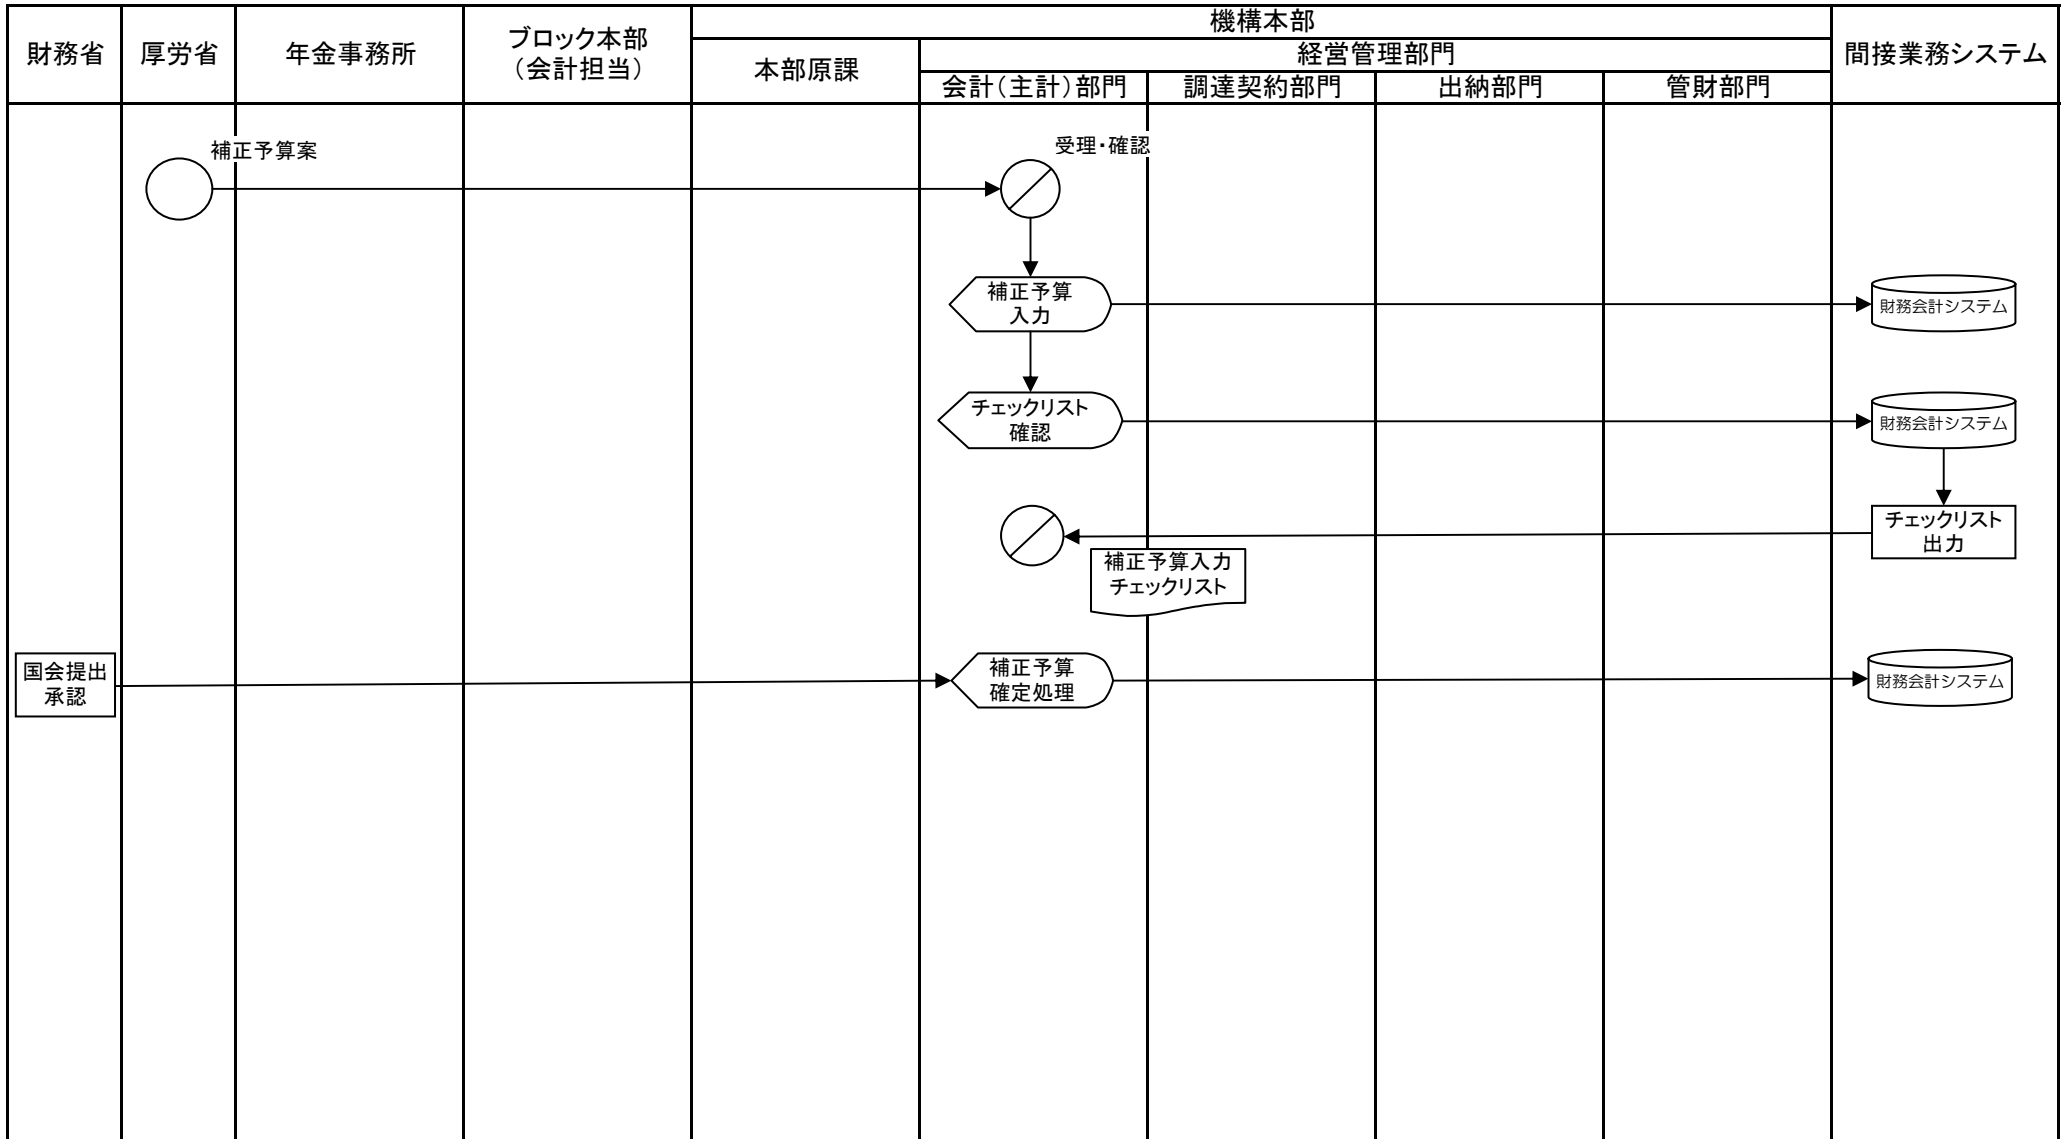 財務省
厚労省
年金事務所
ブロック本部
（会計担当）
機構本部
本部原課
経営管理部門
会計（主計）部門
調達契約部門
出納部門
管財部門
間接業務システム
補正予算案
受理・確認
補正予算
入力
財務会計システム
チェックリスト
確認
財務会計システム
チェックリスト
出力
補正予算入力
チェックリスト
国会提出
承認
補正予算
確定処理
財務会計システム